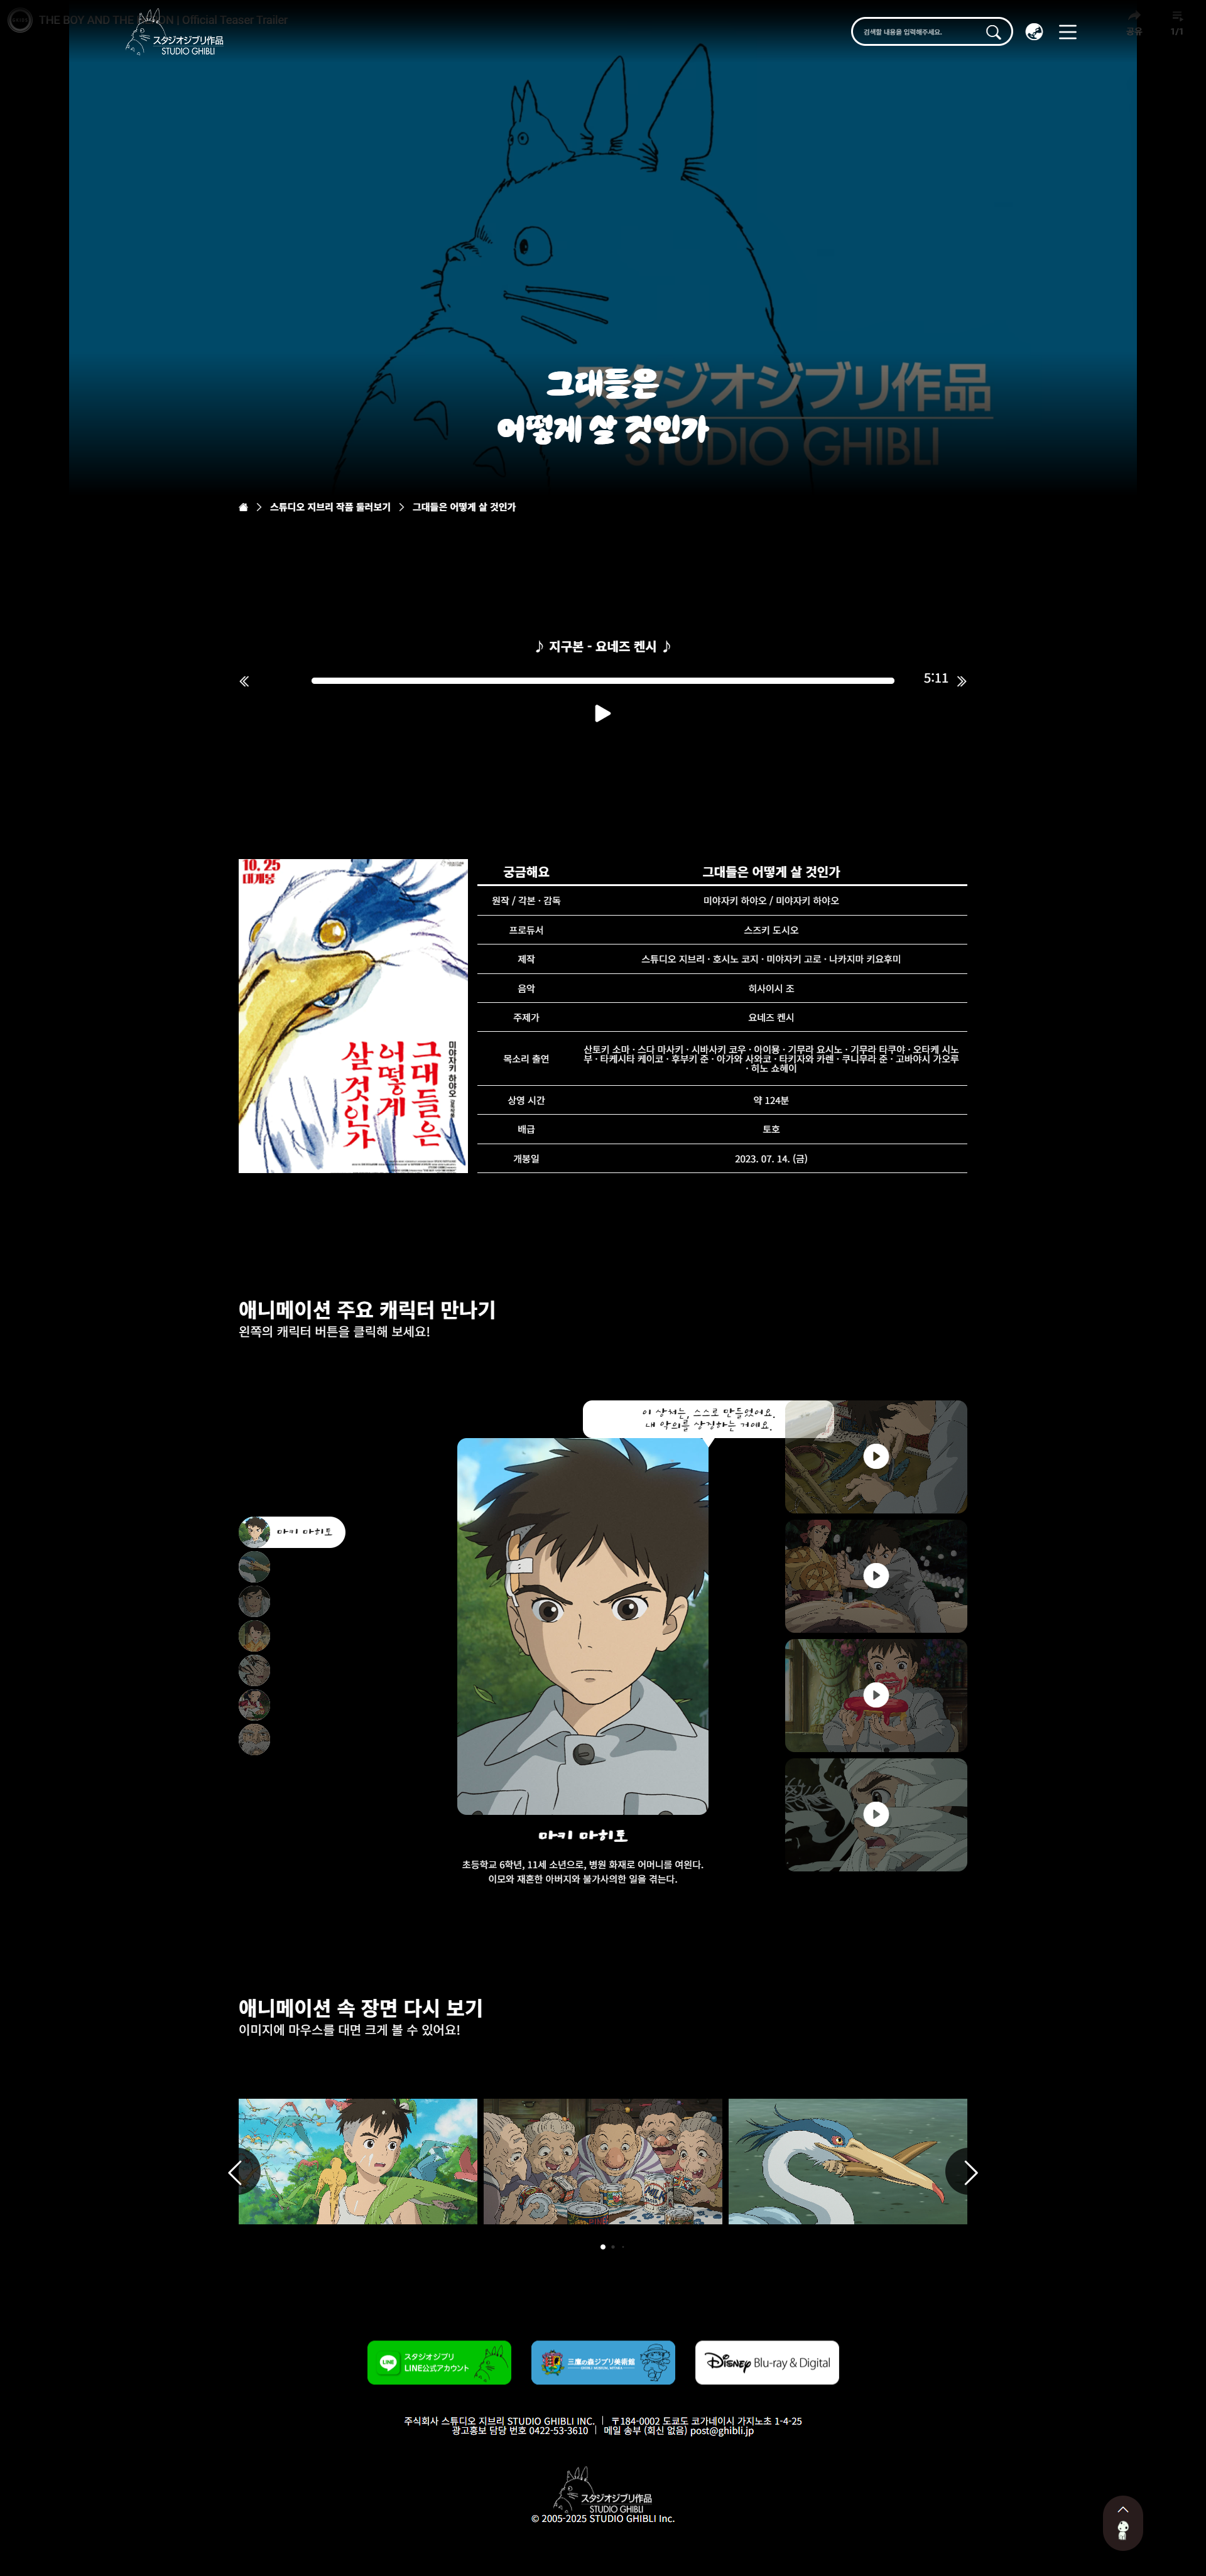 THE BOY AND THE | Official Teaser Trailer
スタジオジブリ作品
STUDIO GHIBLI
검색할 내용을 입력해주세요.
공유
1/1
スタジオジブリ作品
STUDIO GHIBLI
그대들은
어떻게 살 것인가
스튜디오 지브리 작품 둘러보기
그대들은 어떻게 살 것인가
♪ 지구본 - 요네즈 켄시 ♪
5:11
10. 25
대개봉
미야자키 하야오
그대들은
어떻게
살 것인가
궁금해요 그대들은 어떻게 살 것인가
원작 / 각본 · 감독 미야자키 하야오 / 미야자키 하야오
프로듀서 스즈키 도시오
제작 스튜디오 지브리 · 호시노 코지 · 미야자키 고로 · 나카지마 키요후미
음악 히사이시 조
주제가 요네즈 켄시
목소리 출연 산토키 소마 · 스다 마사키 · 시바사키 코우 · 아이묭 · 기무라 요시노 · 기무라 타쿠야 · 오타케 시노
부 · 타케시타 케이코 · 후부키 준 · 아가와 사와코 · 타키자와 카렌 · 쿠니무라 준 · 고바야시 가오루
· 히노 쇼헤이
상영 시간 약 124분
배급 토호
개봉일 2023. 07. 14. (금)
애니메이션 주요 캐릭터 만나기
왼쪽의 캐릭터 버튼을 클릭해 보세요!
이 상처는, 스스로 만들었어요.
내 악의를 상징하는 거예요.
마키 마히토
마키 마히토
초등학교 6학년, 11세 소년으로, 병원 화재로 어머니를 여읜다.
이모와 재혼한 아버지와 불가사의한 일을 겪는다.
애니메이션 속 장면 다시 보기
이미지에 마우스를 대면 크게 볼 수 있어요!
LINE
スタジオジブリ
LINE公式アカウント
三鷹の森ジブリ美術館
Disney Blu-ray & Digital
주식회사 스튜디오 지브리 STUDIO GHIBLI INC. | 〒184-0002 도쿄도 코가네이시 가지노초 1-4-25
광고홍보 담당 번호 0422-53-3610 | 메일 송부 (회신 없음) post@ghibli.jp
スタジオジブリ作品
STUDIO GHIBLI
© 2005-2025 STUDIO GHIBLI Inc.